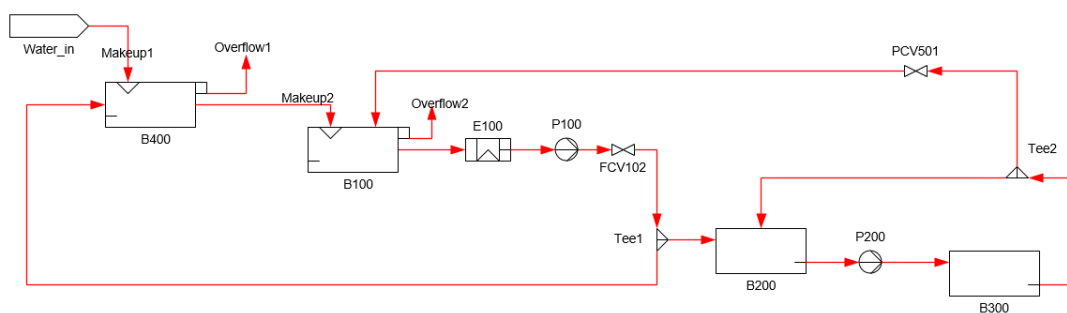 Water_in
Makeup1
Overflow1
B400
Makeup2
Overflow2
B100
E100
P100
FCV102
PCV501
Tee2
Tee1
B200
P200
B300